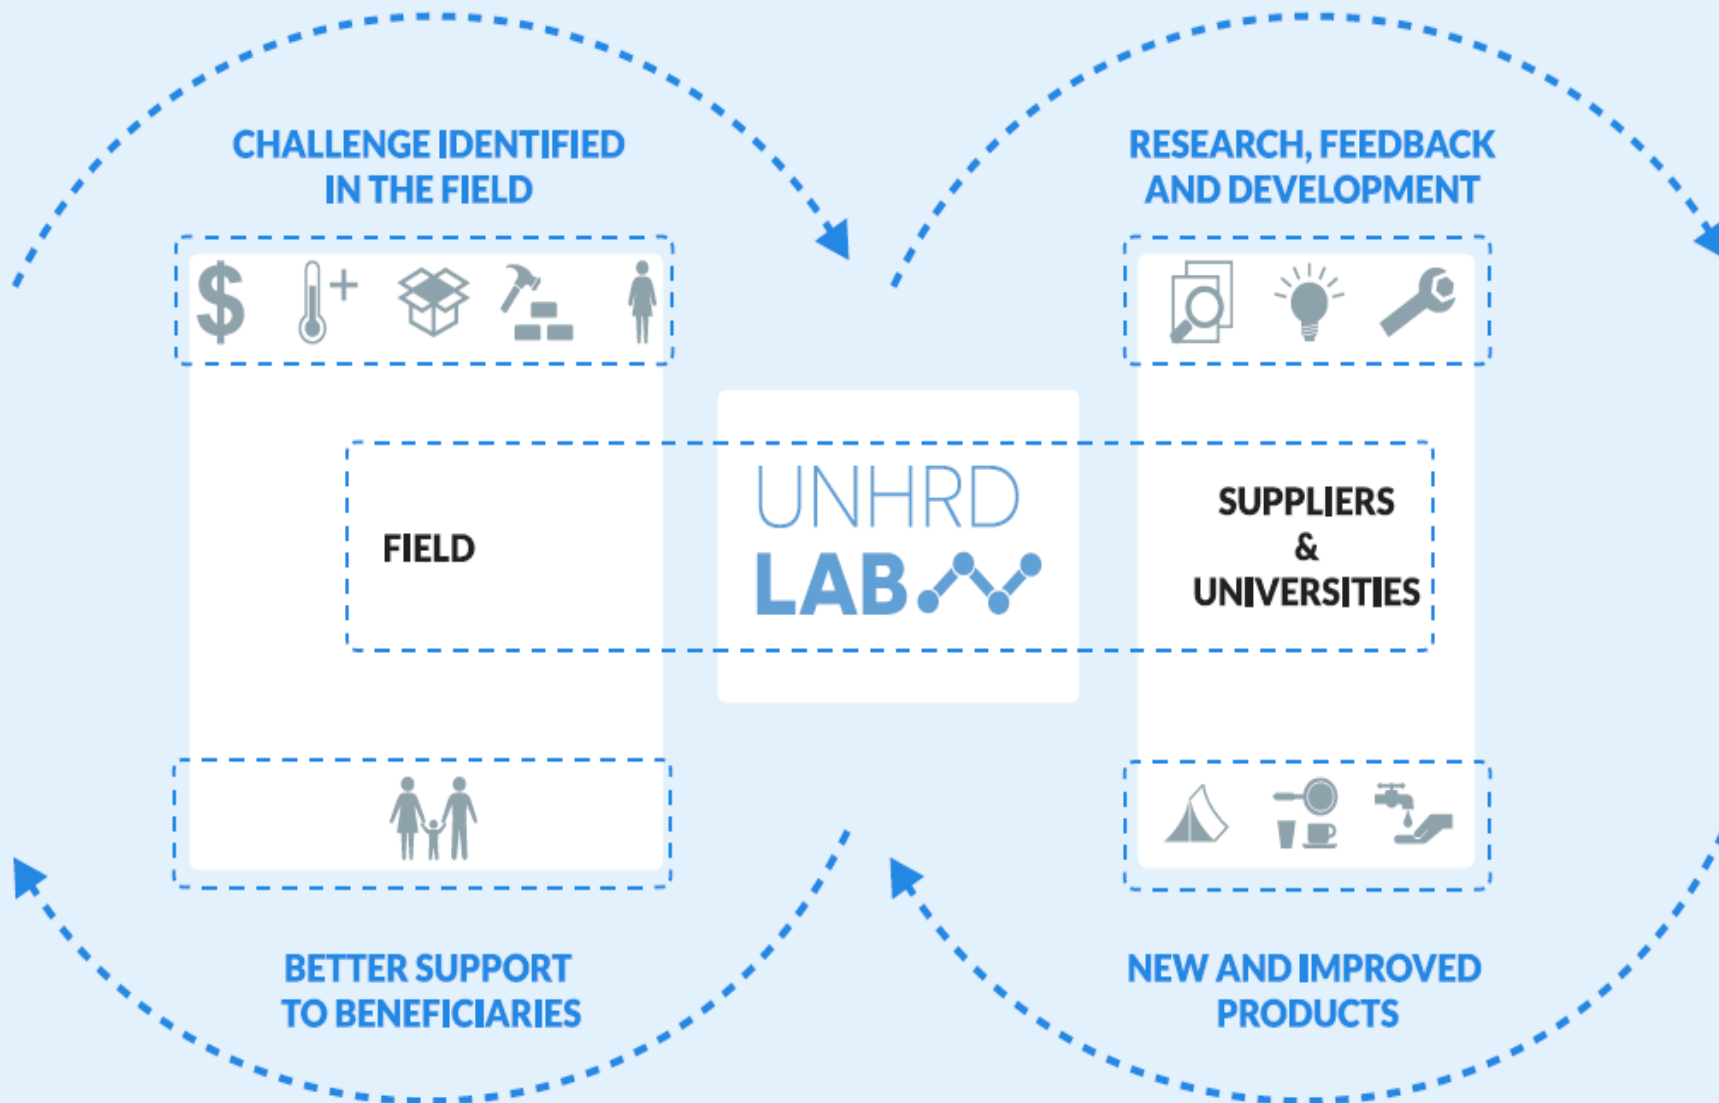 CHALLENGE IDENTIFIED
IN THE FIELD
RESEARCH, FEEDBACK
AND DEVELOPMENT
FIELD
UNHRD
LAB
SUPPLIERS
&
UNIVERSITIES
BETTER SUPPORT
TO BENEFICIARIES
NEW AND IMPROVED
PRODUCTS